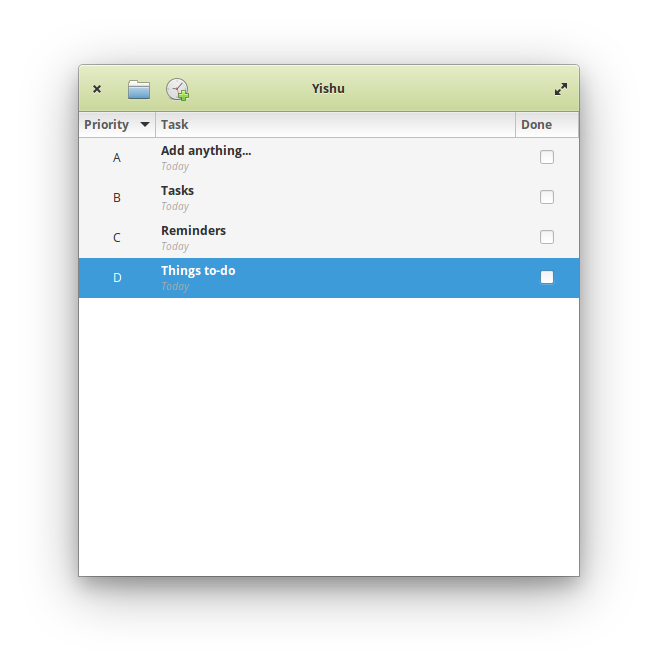 Yishu
Priority Task Done
A Add anything...
Today
B Tasks
Today
C Reminders
Today
D Things to-do
Today